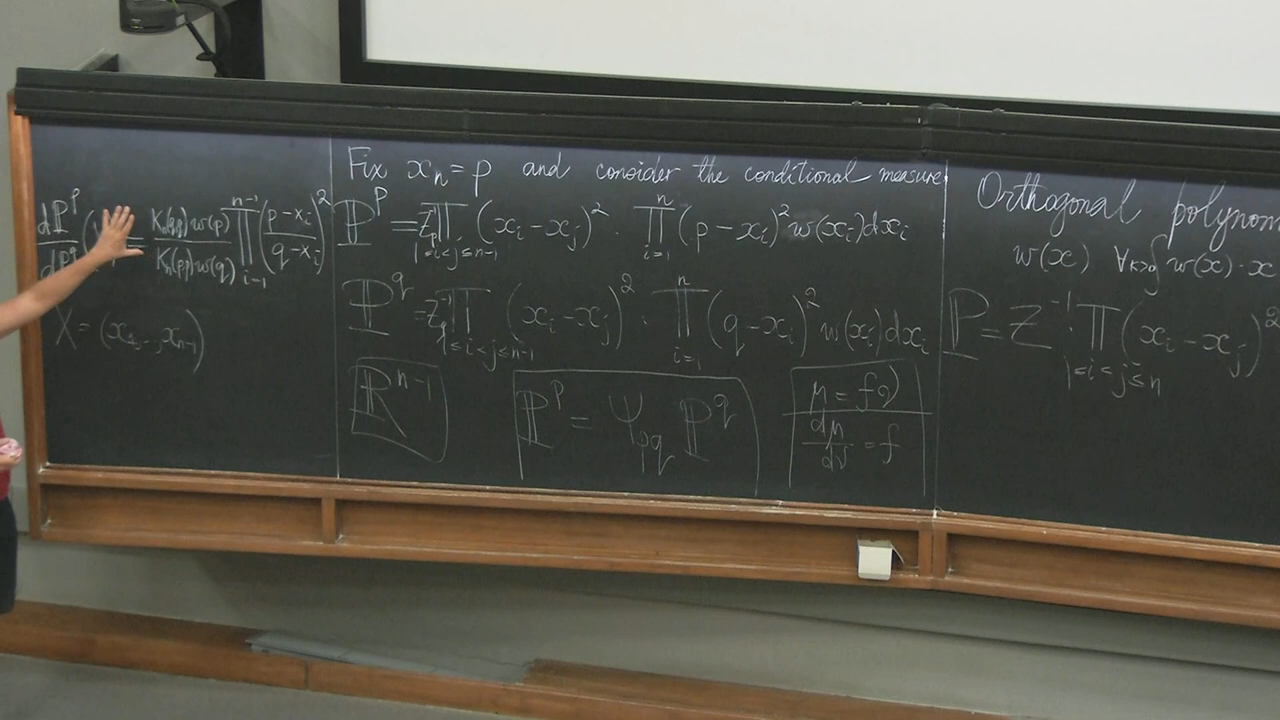 dP^p/dP^q (X) = K_n(q,q)w(p)/K_n(p,p)w(q) ∏_{i=1}^{n-1} ((p-x_i)/(q-x_i))^2
X = (x_1, ..., x_{n-1})
Fix x_n = p and consider the conditional measure
ℙ^p = Z_p^{-1} ∏_{1≤i<j≤n-1} (x_i-x_j)^2 · ∏_{i=1}^{n} (p-x_i)^2 w(x_i)dx_i
ℙ^q = Z_q^{-1} ∏_{1≤i<j≤n-1} (x_i-x_j)^2 · ∏_{i=1}^{n} (q-x_i)^2 w(x_i)dx_i
ℝ^{n-1}
ℙ^p = Ψ_{pq} ℙ^q
μ = fν
dμ/dν = f
Orthogonal polynom
w(x) ∀k>0 ∫ w(x)·x
ℙ = Z^{-1} ∏_{1≤i<j≤n} (x_i-x_j)^2